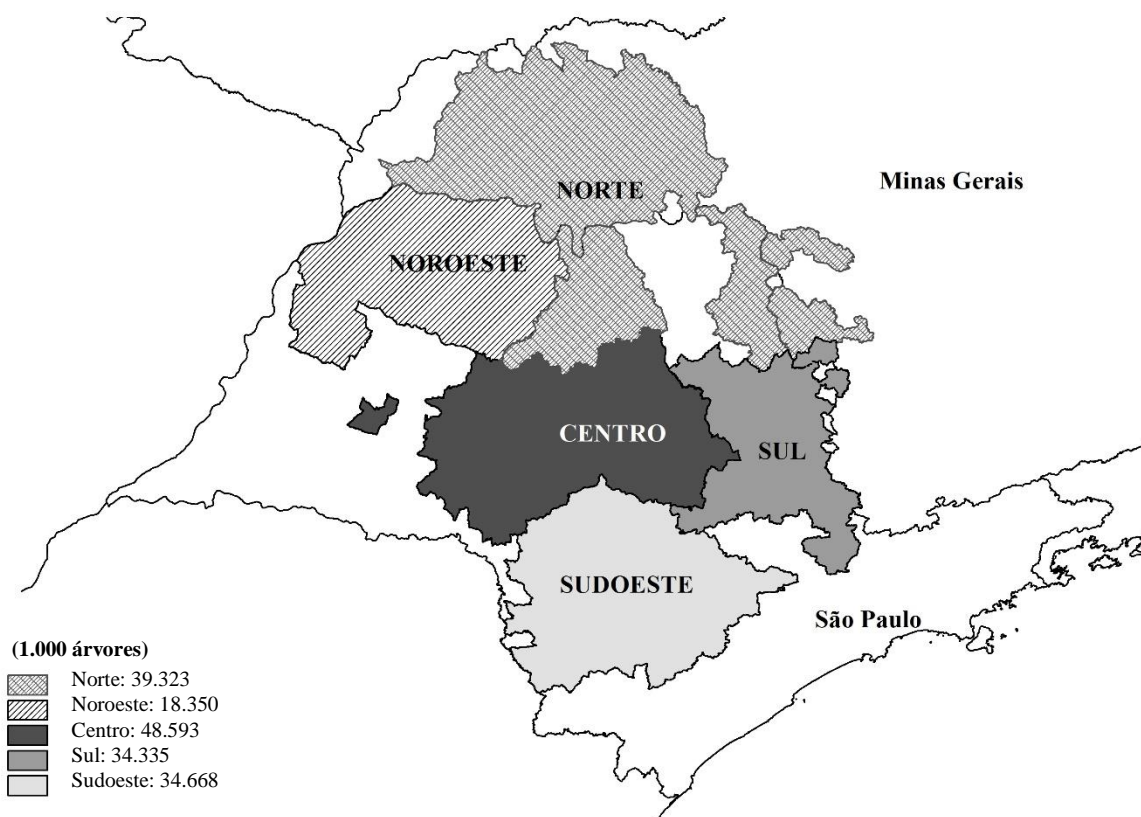 NORTE
Minas Gerais
NOROESTE
CENTRO
SUL
SUDOESTE
São Paulo
(1.000 árvores)
Norte: 39.323
Noroeste: 18.350
Centro: 48.593
Sul: 34.335
Sudoeste: 34.668